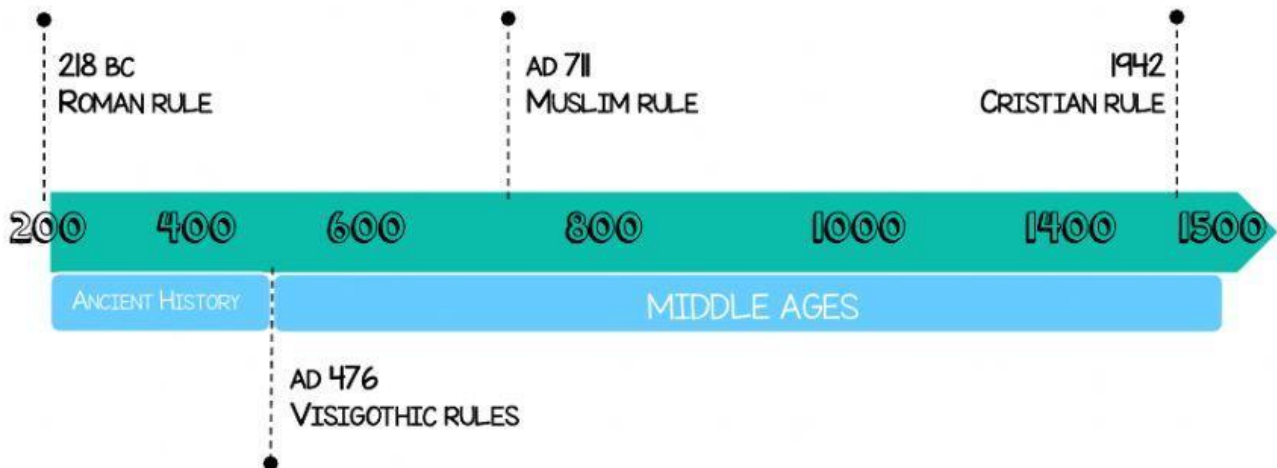 218 BC
ROMAN RULE
AD 711
MUSLIM RULE
1942
CRISTIAN RULE
200 400 600 800 1000 1400 1500
ANCIENT HISTORY
MIDDLE AGES
AD 476
VISIGOTHIC RULES